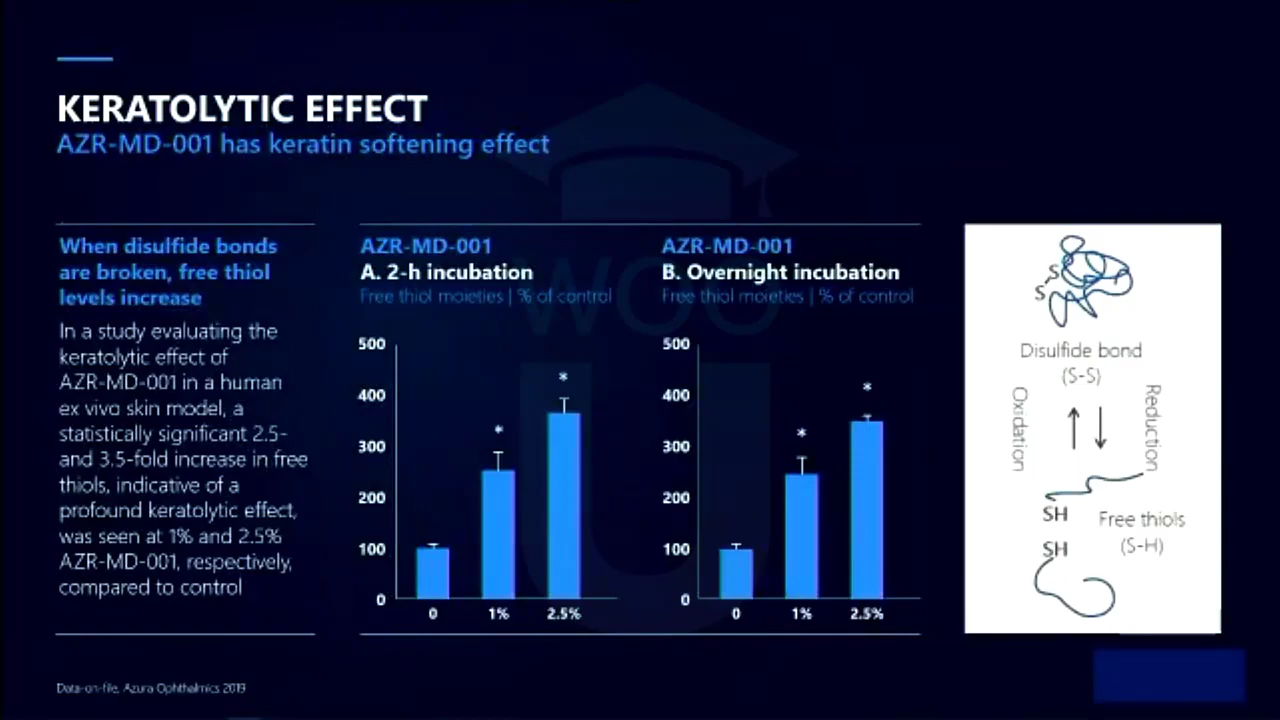 KERATOLYTIC EFFECT
AZR-MD-001 has keratin softening effect
When disulfide bonds
are broken, free thiol
levels increase
In a study evaluating the
keratolytic effect of
AZR-MD-001 in a human
ex vivo skin model, a
statistically significant 2.5-
and 3.5-fold increase in free
thiols, indicative of a
profound keratolytic effect,
was seen at 1% and 2.5%
AZR-MD-001, respectively,
compared to control
AZR-MD-001
A. 2-h incubation
Free thiol moieties | % of control
500
400
300
200
100
0
*
*
0 1% 2.5%
AZR-MD-001
B. Overnight incubation
Free thiol moieties | % of control
500
400
300
200
100
0
*
*
0 1% 2.5%
S
S
Disulfide bond
(S-S)
Oxidation
Reduction
SH
SH
Free thiols
(S-H)
Data-on-file, Azura Ophthalmics 2019
WOO
U